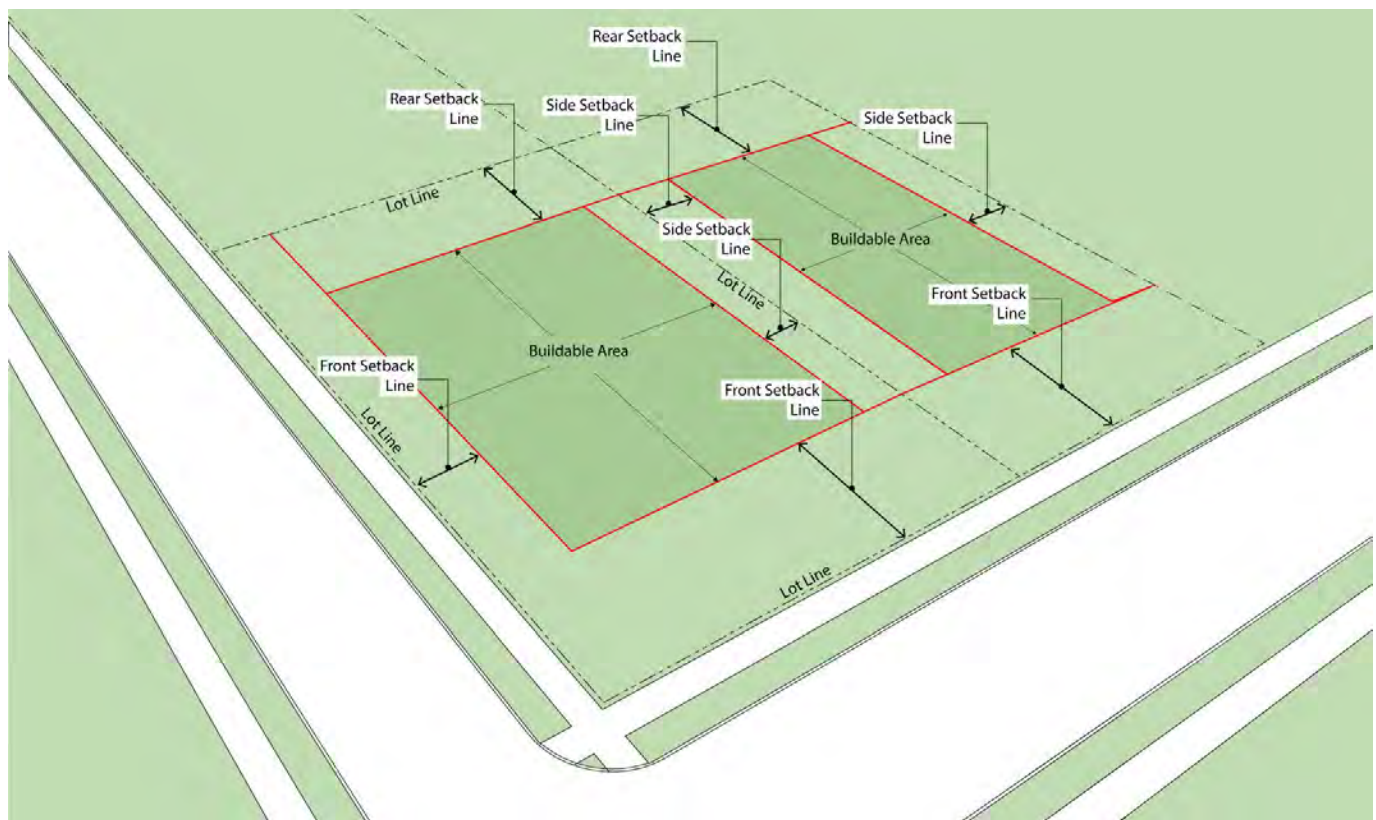 Rear Setback
Line
Rear Setback
Line
Side Setback
Line
Side Setback
Line
Lot Line
Side Setback
Line
Buildable Area
Lot Line
Front Setback
Line
Buildable Area
Front Setback
Line
Front Setback
Line
Lot Line
Lot Line